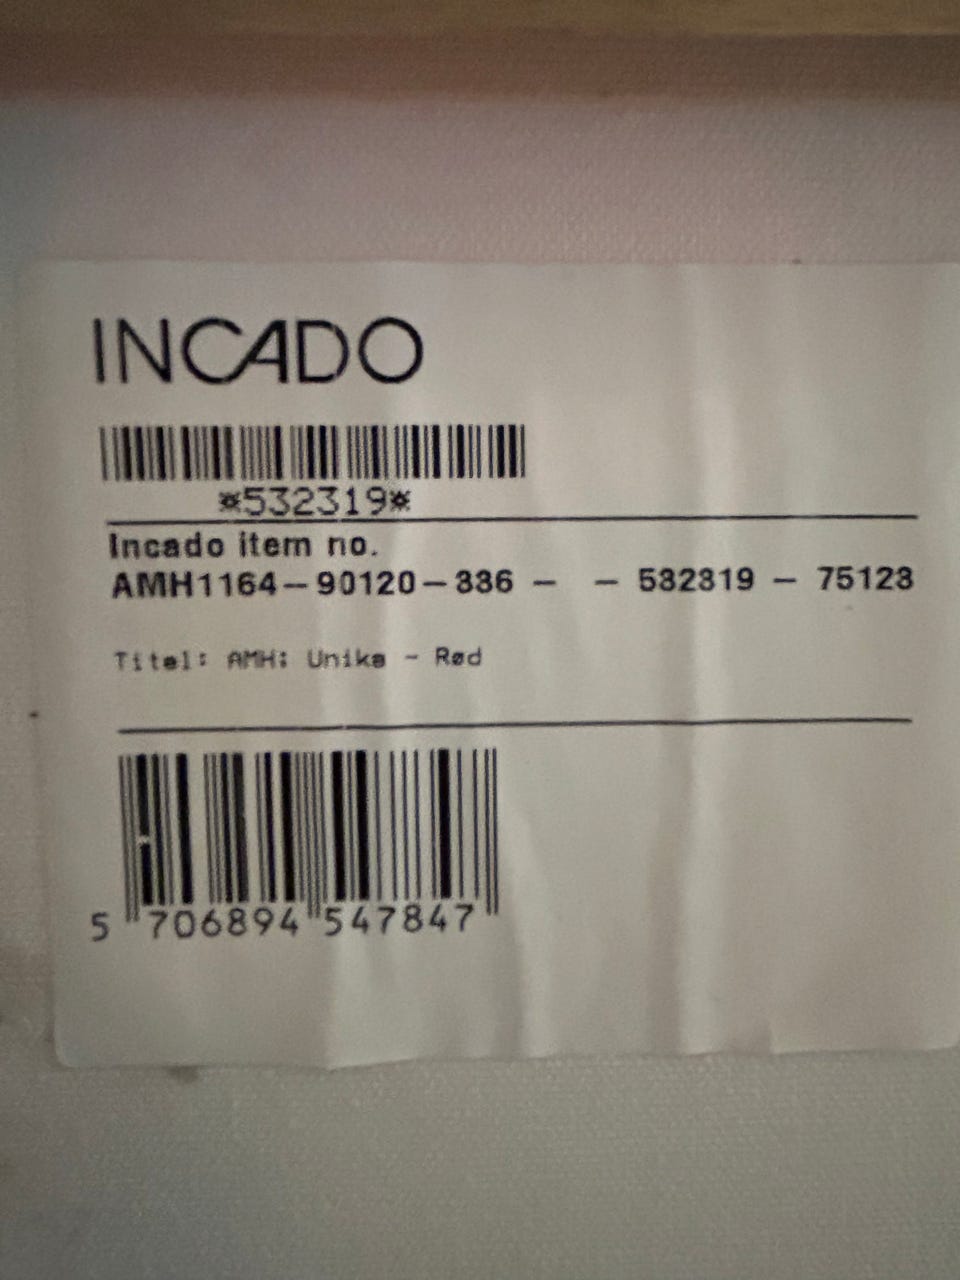 INCADO
*532319*
Incado item no.
AMH1164-90120-336 - - 532319 - 75123
Titel: AMH: Unika - Rød
5 706894 547847